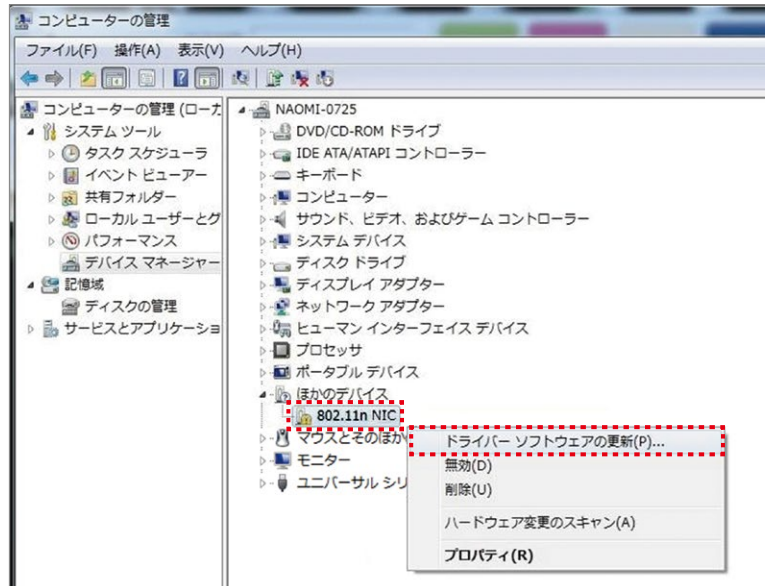 コンピューターの管理
ファイル(F) 操作(A) 表示(V) ヘルプ(H)
コンピューターの管理 (ローカ
システム ツール
タスク スケジューラ
イベント ビューアー
共有フォルダー
ローカル ユーザーとグ
パフォーマンス
デバイス マネージャー
記憶域
ディスクの管理
サービスとアプリケーショ
NAOMI-0725
DVD/CD-ROM ドライブ
IDE ATA/ATAPI コントローラー
キーボード
コンピューター
サウンド、ビデオ、およびゲーム コントローラー
システム デバイス
ディスク ドライブ
ディスプレイ アダプター
ネットワーク アダプター
ヒューマン インターフェイス デバイス
プロセッサ
ポータブル デバイス
ほかのデバイス
802.11n NIC
マウスとそのほか
モニター
ユニバーサル シリ
ドライバー ソフトウェアの更新(P)...
無効(D)
削除(U)
ハードウェア変更のスキャン(A)
プロパティ(R)